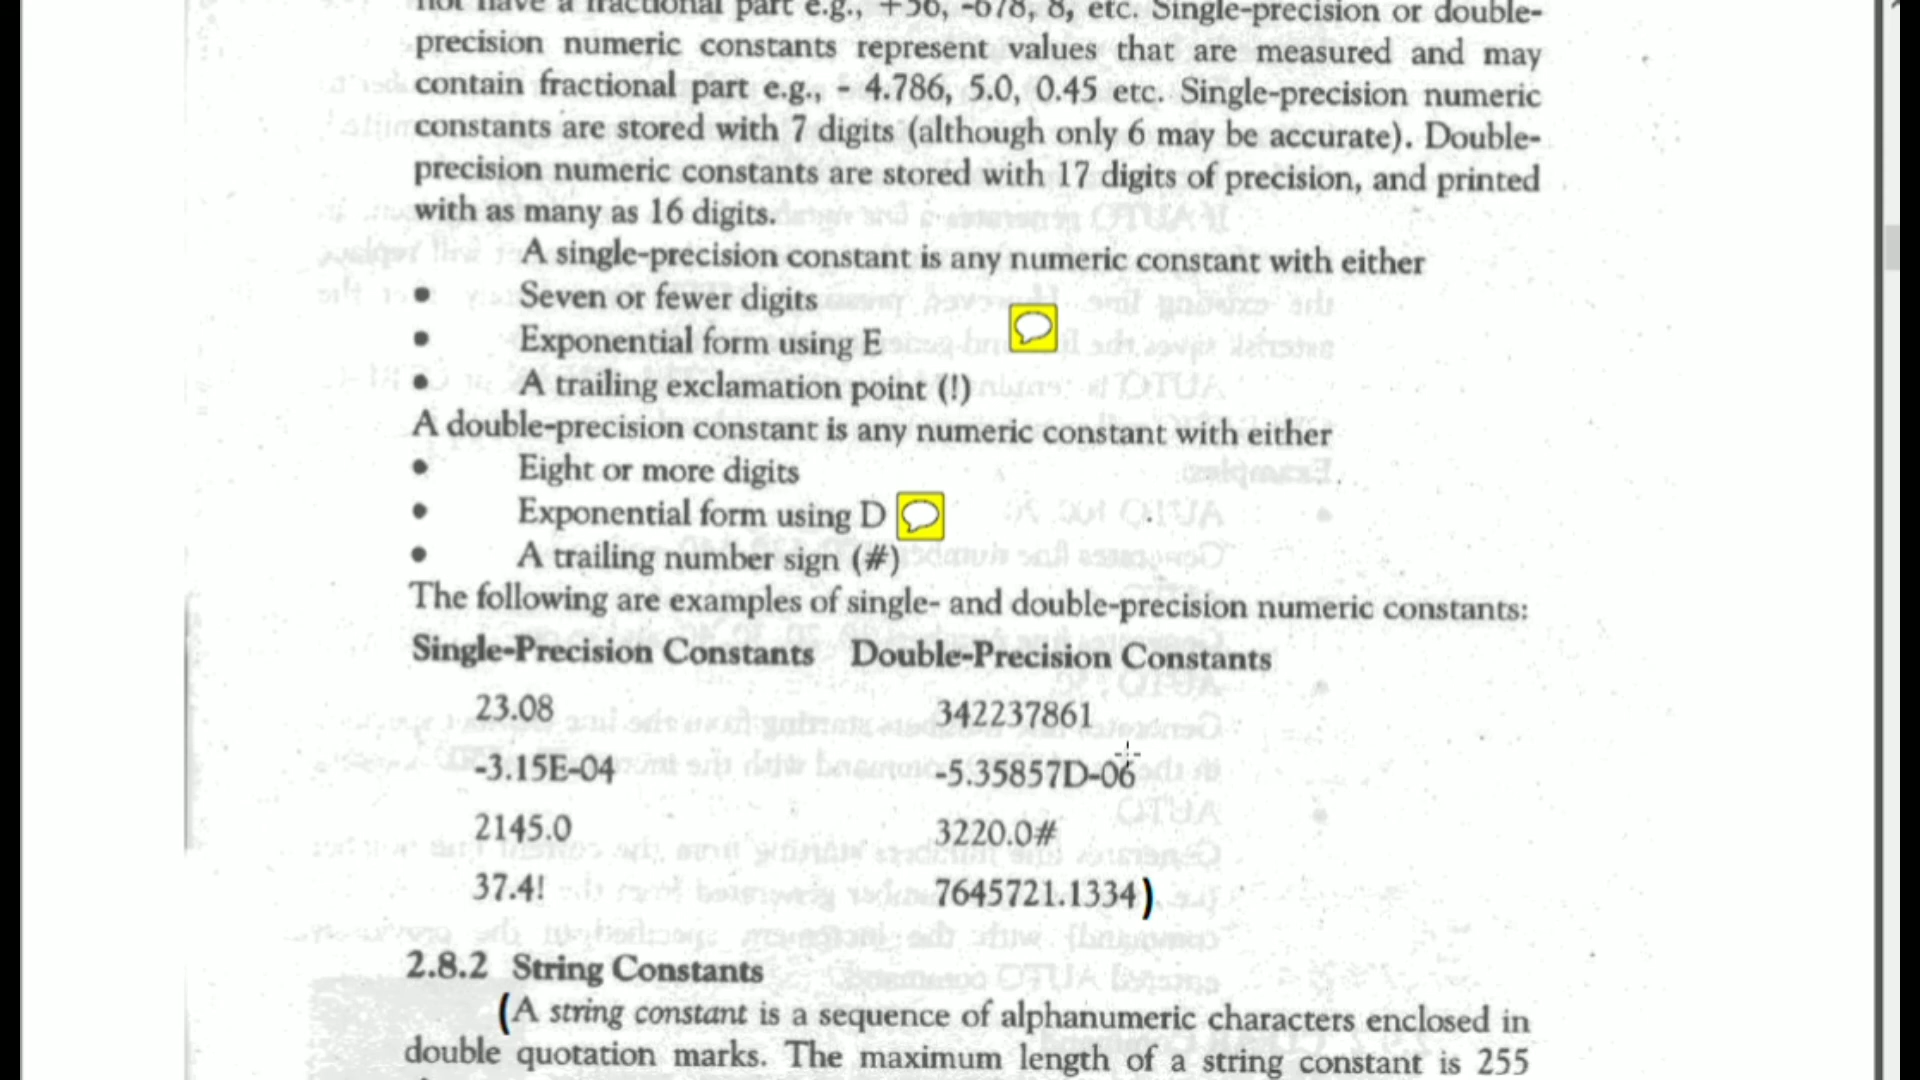 not have a fractional part e.g., +56, -678, 8, etc. Single-precision or double-
precision numeric constants represent values that are measured and may
contain fractional part e.g., - 4.786, 5.0, 0.45 etc. Single-precision numeric
constants are stored with 7 digits (although only 6 may be accurate). Double-
precision numeric constants are stored with 17 digits of precision, and printed
with as many as 16 digits.
A single-precision constant is any numeric constant with either
• Seven or fewer digits
• Exponential form using E
• A trailing exclamation point (!)
A double-precision constant is any numeric constant with either
• Eight or more digits
• Exponential form using D
• A trailing number sign (#)
The following are examples of single- and double-precision numeric constants:
Single-Precision Constants Double-Precision Constants
23.08 342237861
-3.15E-04 -5.35857D-06
2145.0 3220.0#
37.4! 7645721.1334)
2.8.2 String Constants
(A string constant is a sequence of alphanumeric characters enclosed in
double quotation marks. The maximum length of a string constant is 255